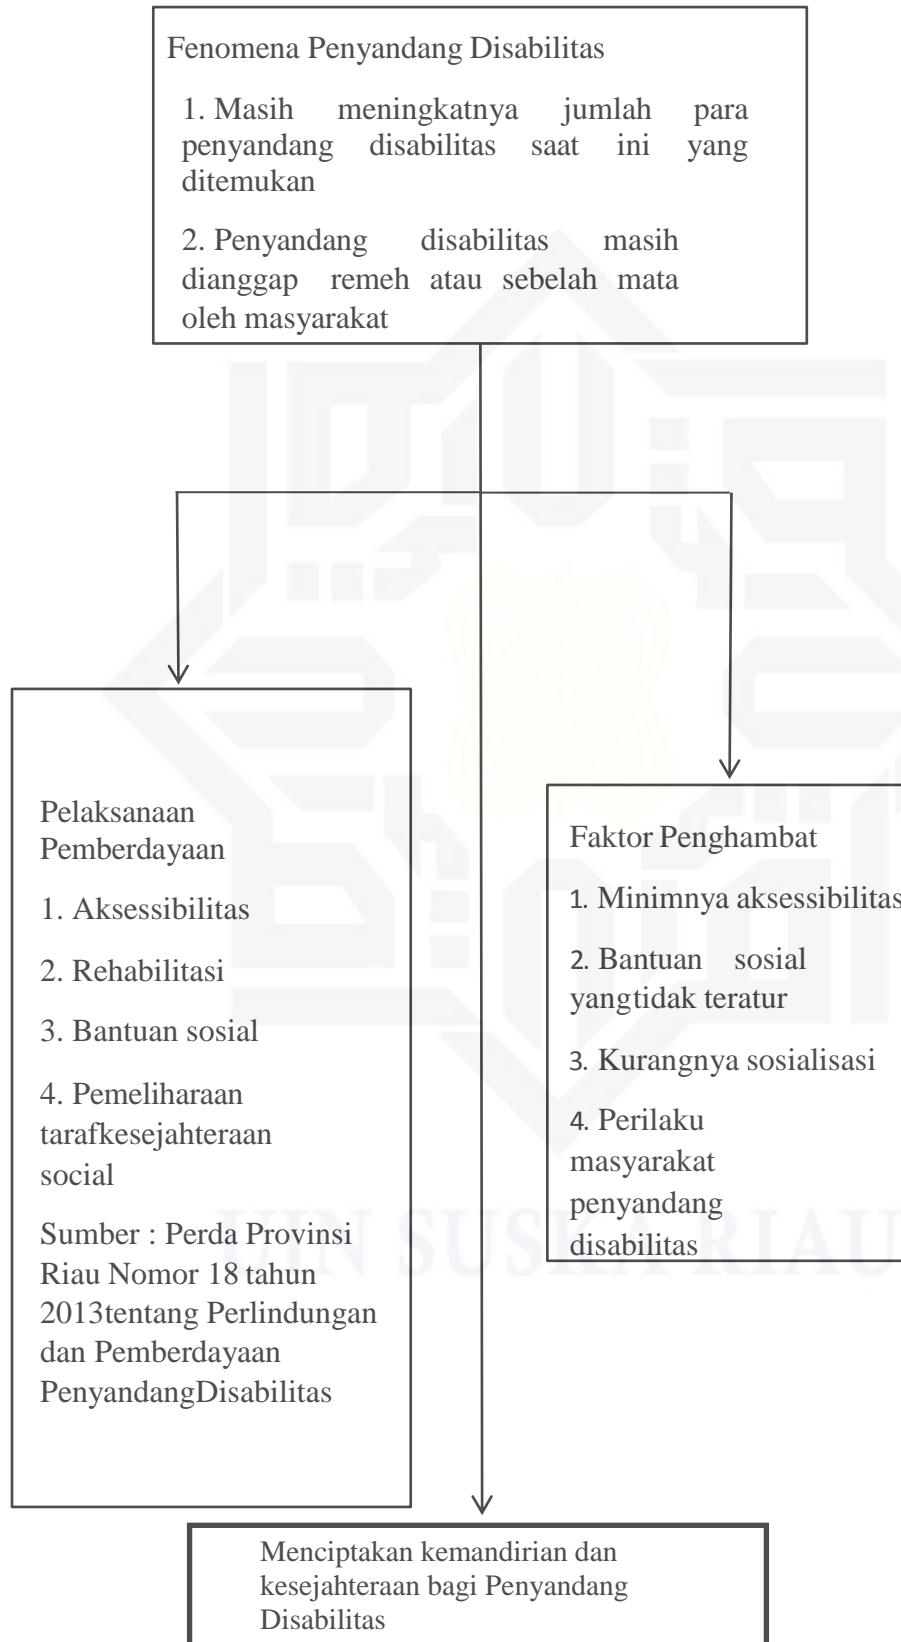 Fenomena Penyandang Disabilitas
1. Masih meningkatnya jumlah para
penyandang disabilitas saat ini yang
ditemukan
2. Penyandang disabilitas masih
dianggap remeh atau sebelah mata
oleh masyarakat
Pelaksanaan
Pemberdayaan
1. Aksessibilitas
2. Rehabilitasi
3. Bantuan sosial
4. Pemeliharaan
tarafkesejahteraan
social
Sumber : Perda Provinsi
Riau Nomor 18 tahun
2013tentang Perlindungan
dan Pemberdayaan
PenyandangDisabilitas
Faktor Penghambat
1. Minimnya aksessibilitas
2. Bantuan sosial
yangtidak teratur
3. Kurangnya sosialisasi
4. Perilaku
masyarakat
penyandang
disabilitas
UIN SUSKA RIAU
Menciptakan kemandirian dan
kesejahteraan bagi Penyandang
Disabilitas